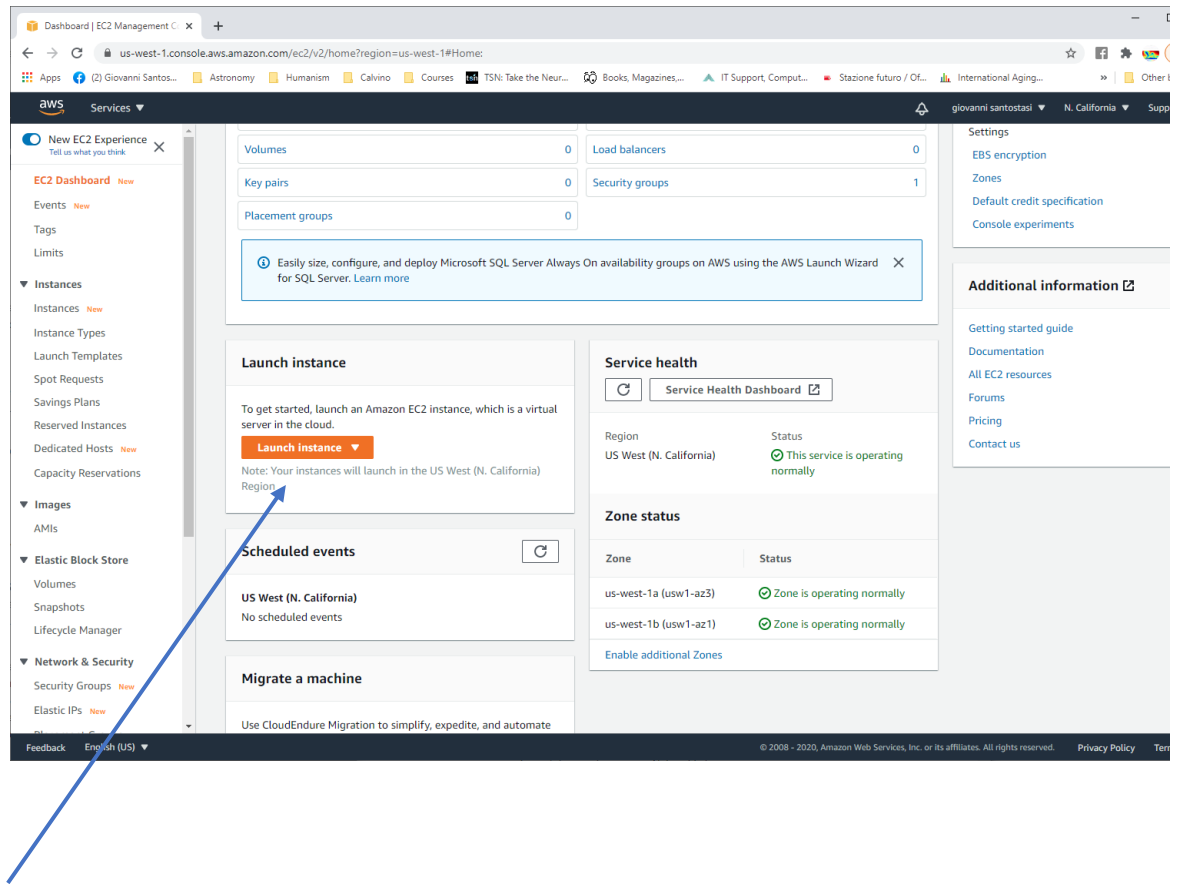 Dashboard | EC2 Management C
us-west-1.console.aws.amazon.com/ec2/v2/home?region=us-west-1#Home:
Apps
(2) Giovanni Santos...
Astronomy
Humanism
Calvino
Courses
tsn
TSN: Take the Neur...
Books, Magazines,...
IT Support, Comput...
Stazione futuro / Of...
International Aging...
»
Other
aws
Services
giovanni santostasi
N. California
Supp
New EC2 Experience
Tell us what you think
EC2 Dashboard New
Events New
Tags
Limits
Instances
Instances New
Instance Types
Launch Templates
Spot Requests
Savings Plans
Reserved Instances
Dedicated Hosts New
Capacity Reservations
Images
AMIs
Elastic Block Store
Volumes
Snapshots
Lifecycle Manager
Network & Security
Security Groups New
Elastic IPs New
Volumes 0
Load balancers 0
Key pairs 0
Security groups 1
Placement groups 0
Easily size, configure, and deploy Microsoft SQL Server Always On availability groups on AWS using the AWS Launch Wizard
for SQL Server. Learn more
Launch instance
To get started, launch an Amazon EC2 instance, which is a virtual
server in the cloud.
Launch instance
Note: Your instances will launch in the US West (N. California)
Region
Scheduled events
US West (N. California)
No scheduled events
Migrate a machine
Use CloudEndure Migration to simplify, expedite, and automate
Service health
Service Health Dashboard
Region
Status
US West (N. California)
This service is operating
normally
Zone status
Zone
Status
us-west-1a (usw1-az3)
Zone is operating normally
us-west-1b (usw1-az1)
Zone is operating normally
Enable additional Zones
Settings
EBS encryption
Zones
Default credit specification
Console experiments
Additional information
Getting started guide
Documentation
All EC2 resources
Forums
Pricing
Contact us
Feedback
English (US)
© 2008 - 2020, Amazon Web Services, Inc. or its affiliates. All rights reserved.
Privacy Policy
Ter